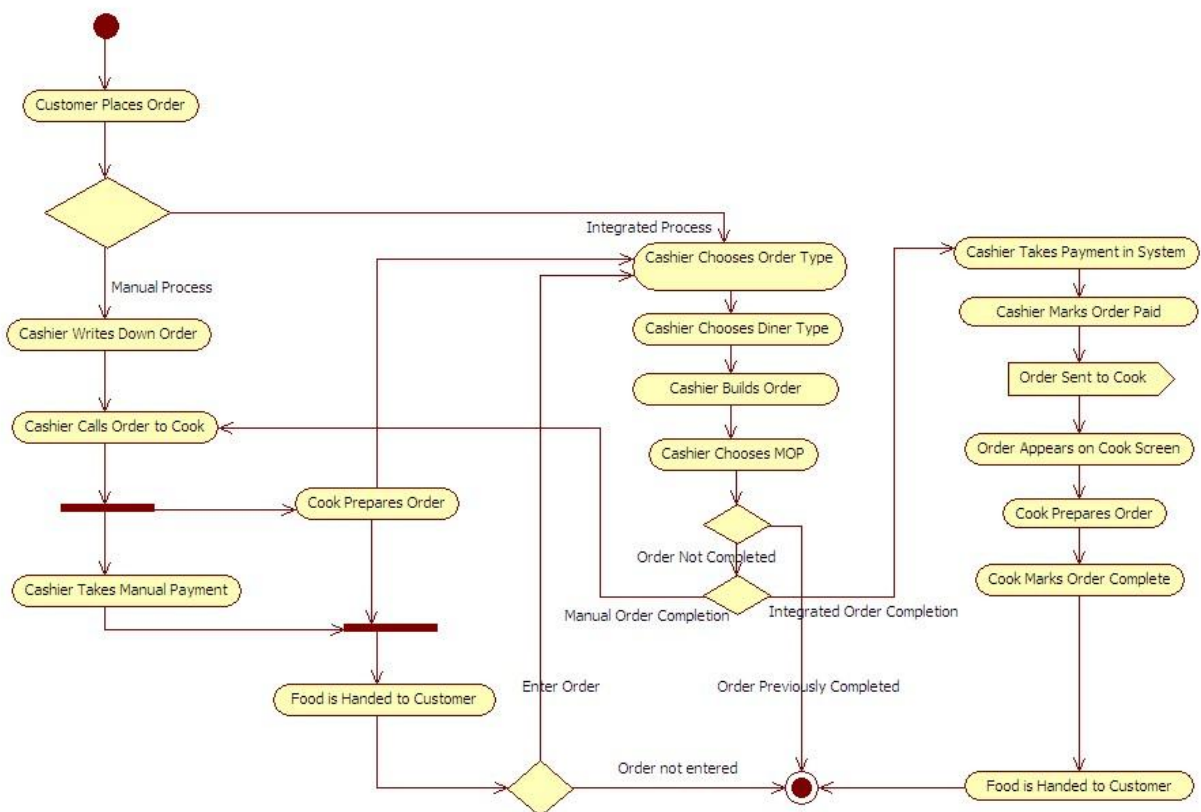 Customer Places Order
Integrated Process
Cashier Chooses Order Type
Cashier Takes Payment in System
Manual Process
Cashier Marks Order Paid
Cashier Writes Down Order
Cashier Chooses Diner Type
Order Sent to Cook
Cashier Builds Order
Cashier Calls Order to Cook
Cashier Chooses MOP
Order Appears on Cook Screen
Cook Prepares Order
Cook Prepares Order
Order Not Completed
Cashier Takes Manual Payment
Cook Marks Order Complete
Manual Order Completion
Integrated Order Completion
Enter Order
Order Previously Completed
Food is Handed to Customer
Order not entered
Food is Handed to Customer